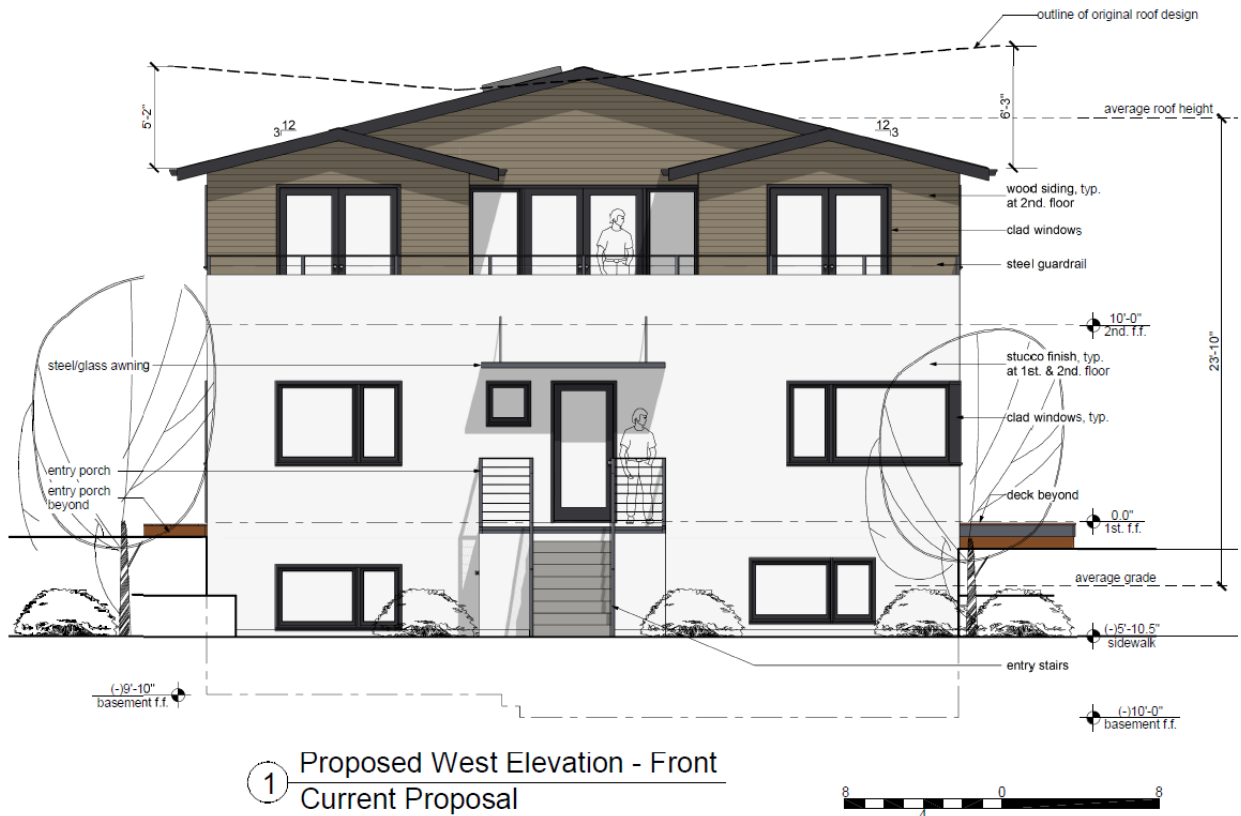 outline of original roof design
5'-2"
6'-3"
average roof height
12
3
12
3
wood siding, typ.
at 2nd. floor
clad windows
steel guardrail
10'-0"
2nd. f.f.
23'-10"
steel/glass awning
stucco finish, typ.
at 1st. & 2nd. floor
clad windows, typ.
entry porch
entry porch
beyond
deck beyond
0.0"
1st. f.f.
average grade
(-)5'-10.5"
sidewalk
entry stairs
(-)9'-10"
basement f.f.
(-)10'-0"
basement f.f.
1
Proposed West Elevation - Front
Current Proposal
8
0
8
4